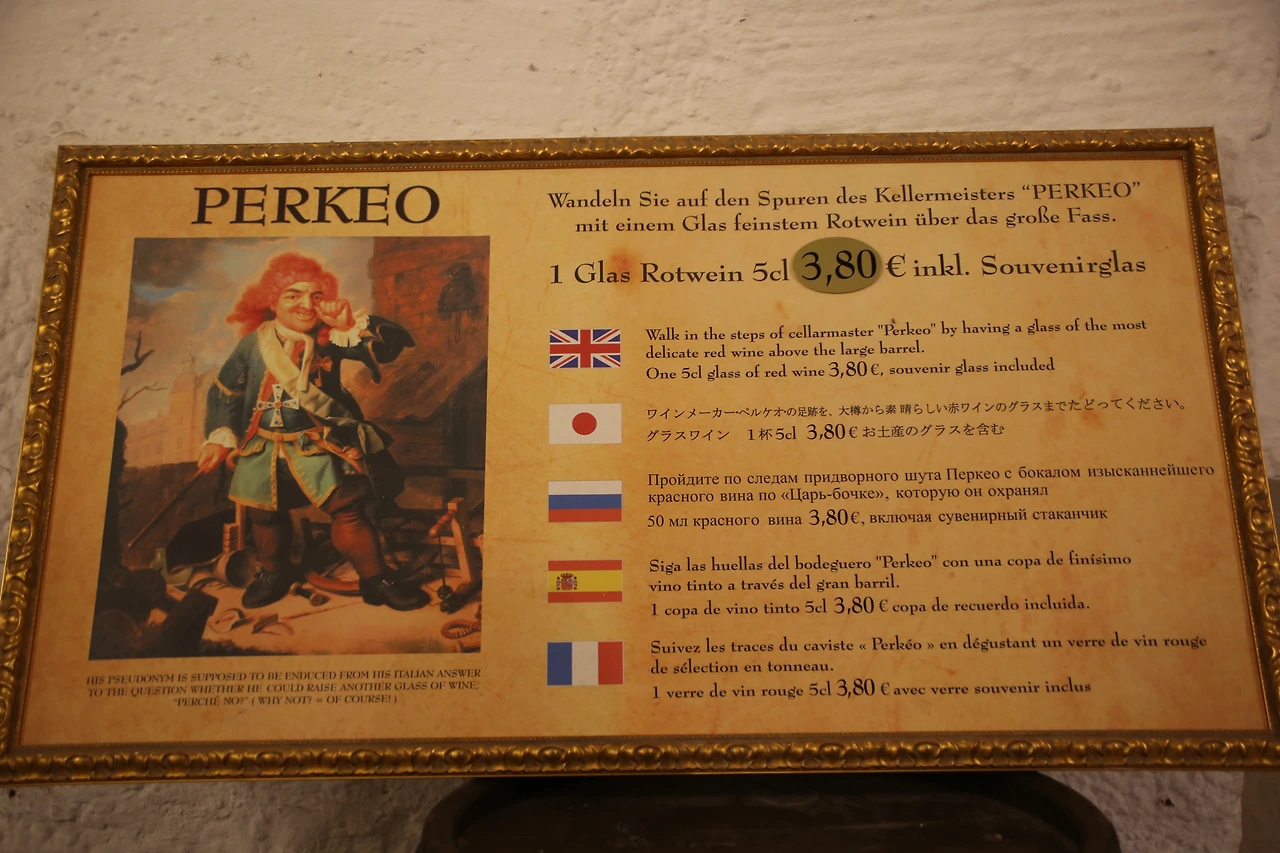 PERKEO
HIS PSEUDONYM IS SUPPOSED TO BE ENDUCED FROM HIS ITALIAN ANSWER
TO THE QUESTION WHETHER HE COULD RAISE ANOTHER GLASS OF WINE,
"PERCHÉ NO?" ( WHY NOT? = OF COURSE! )
Wandeln Sie auf den Spuren des Kellermeisters "PERKEO"
mit einem Glas feinstem Rotwein über das große Fass.
1 Glas Rotwein 5cl 3,80 € inkl. Souvenirglas
Walk in the steps of cellarmaster "Perkeo" by having a glass of the most
delicate red wine above the large barrel.
One 5cl glass of red wine 3,80 €, souvenir glass included
ワインメーカー・ペルケオの足跡を、大樽から素 晴らしい赤ワインのグラスまでたどってください。
グラスワイン 1杯 5cl 3,80 € お土産のグラスを含む
Пройдите по следам придворного шута Перкео с бокалом изысканнейшего
красного вина по «Царь-бочке», которую он охранял
50 мл красного вина 3,80 €, включая сувенирный стаканчик
Siga las huellas del bodeguero "Perkeo" con una copa de finísimo
vino tinto a través del gran barril.
1 copa de vino tinto 5cl 3,80 € copa de recuerdo incluida.
Suivez les traces du caviste « Perkéo » en dégustant un verre de vin rouge
de sélection en tonneau.
1 verre de vin rouge 5cl 3,80 € avec verre souvenir inclus